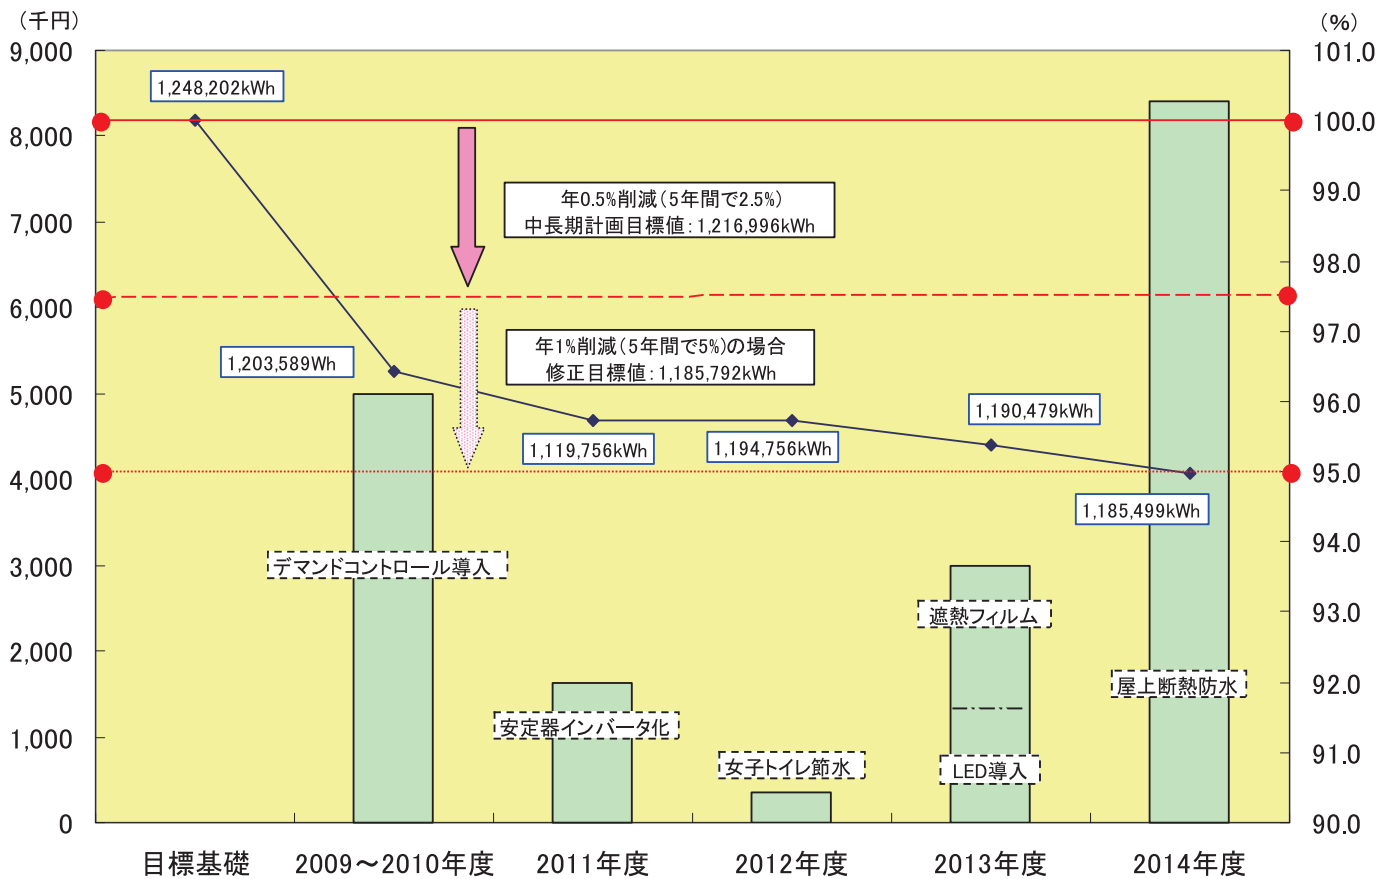 (千円)
(%)
9,000
8,000
7,000
6,000
5,000
4,000
3,000
2,000
1,000
0
101.0
100.0
99.0
98.0
97.0
96.0
95.0
94.0
93.0
92.0
91.0
90.0
1,248,202kWh
年0.5%削減(5年間で2.5%)
中長期計画目標値:1,216,996kWh
年1%削減(5年間で5%)の場合
修正目標値:1,185,792kWh
1,203,589Wh
1,119,756kWh
1,194,756kWh
1,190,479kWh
1,185,499kWh
デマンドコントロール導入
安定器インバータ化
女子トイレ節水
遮熱フィルム
LED導入
屋上断熱防水
目標基礎
2009～2010年度
2011年度
2012年度
2013年度
2014年度